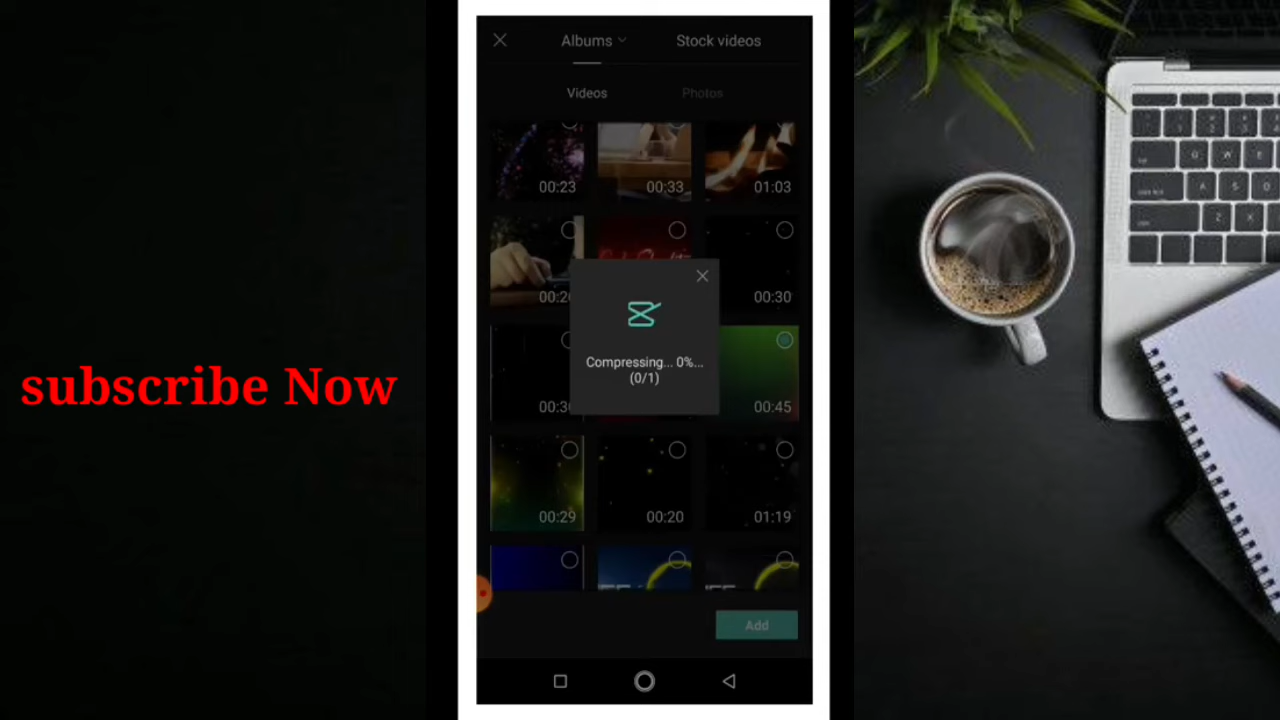 subscribe Now
Albums
Stock videos
Videos
Photos
00:23
00:33
01:03
00:30
Compressing... 0%...
(0/1)
00:45
00:29
00:20
01:19
Add